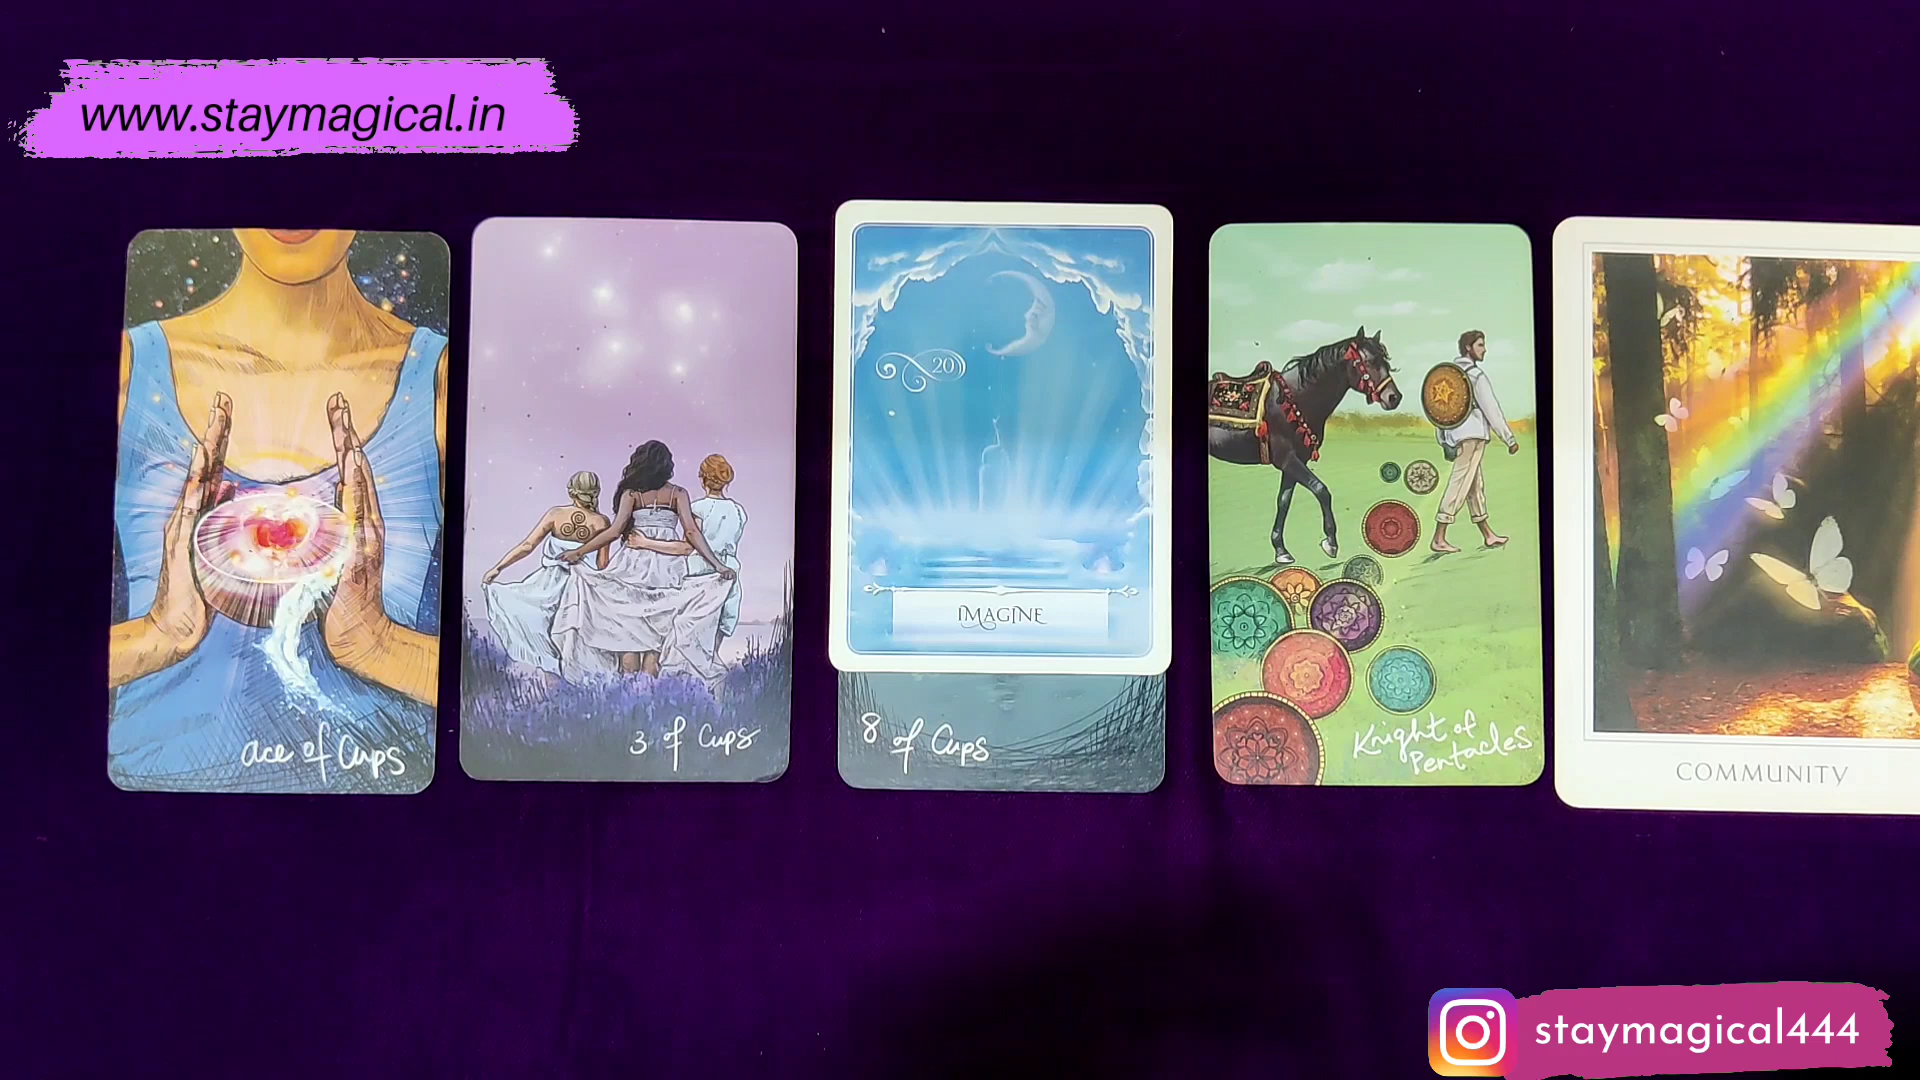 www.staymagical.in
20
IMAGINE
ace of Cups
3 of Cups
8 of Cups
Knight of
Pentacles
COMMUNITY
staymagical444